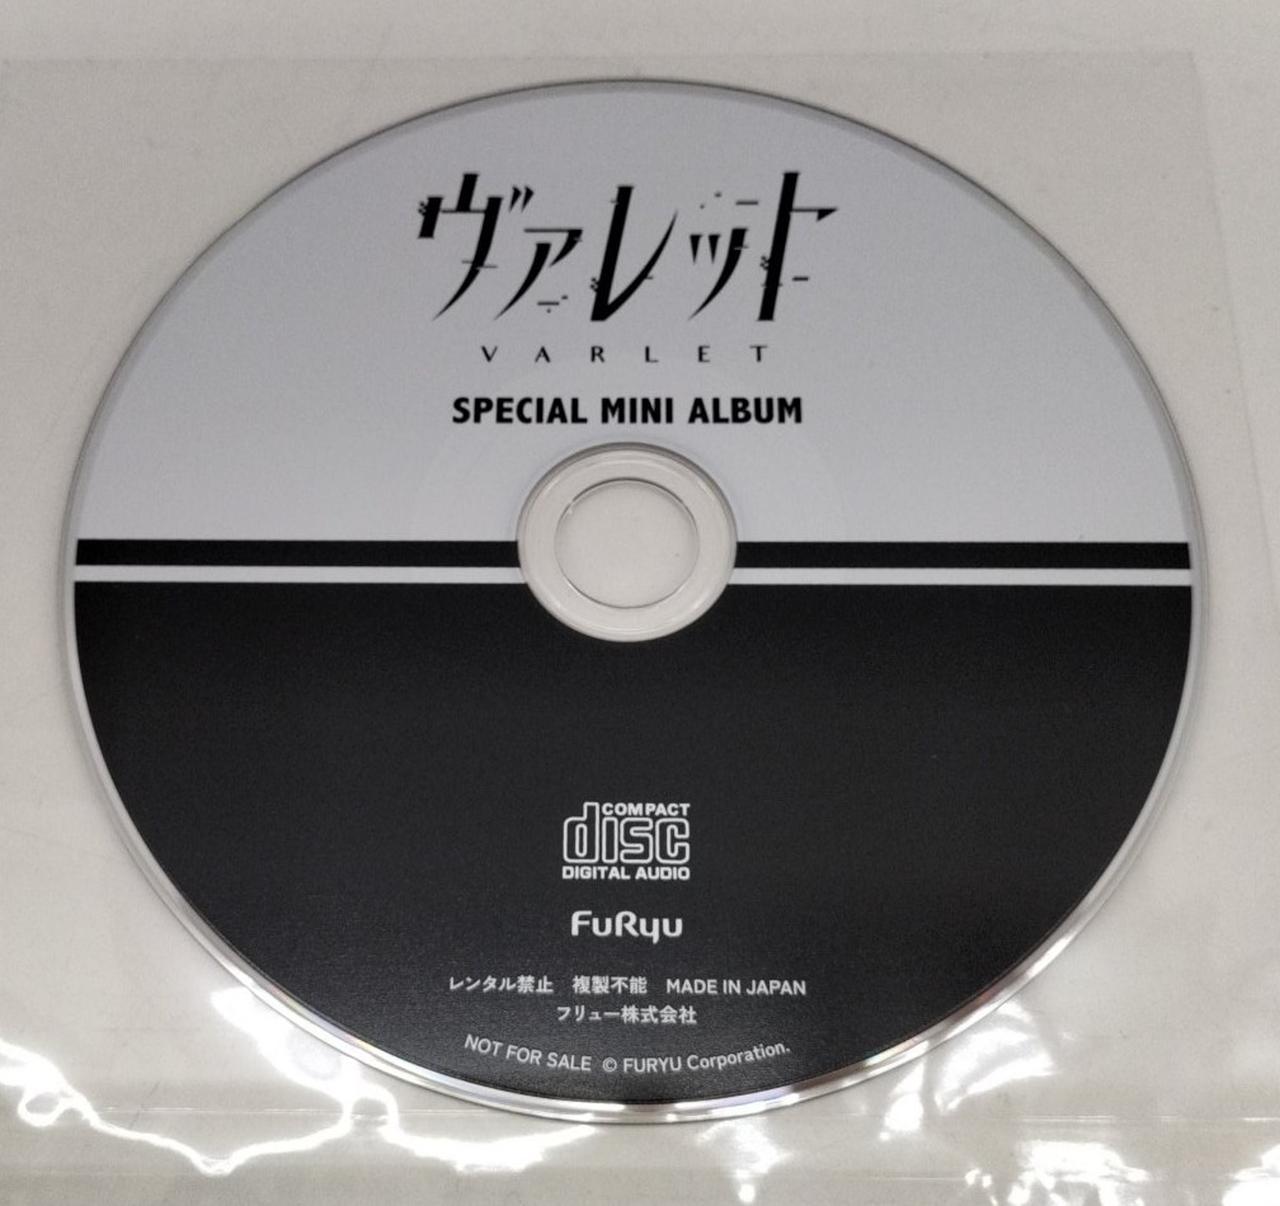 ヴァレット
VARLET
SPECIAL MINI ALBUM
COMPACT
disc
DIGITAL AUDIO
FuRyu
レンタル禁止　複製不能　MADE IN JAPAN
フリュー株式会社
NOT FOR SALE © FURYU Corporation.